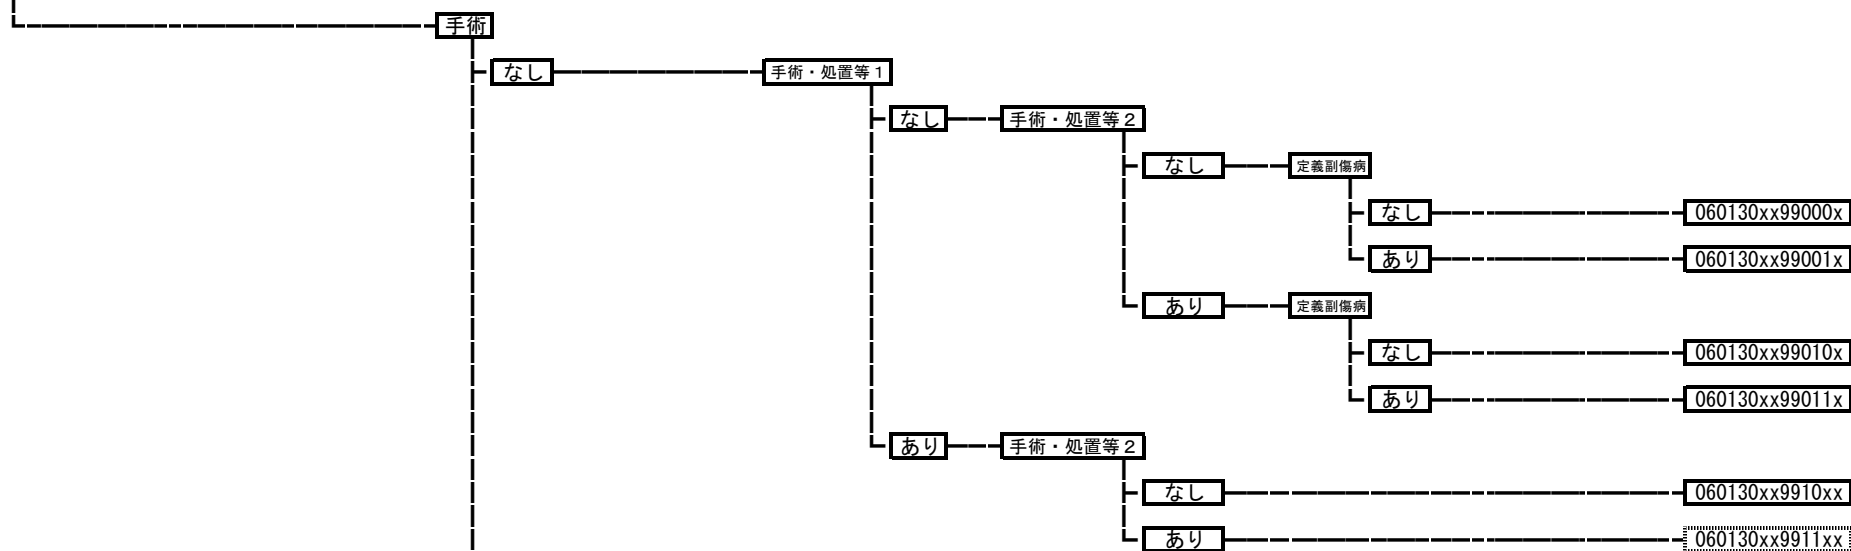 手術
なし 手術・処置等1
なし 手術・処置等2
なし 定義副傷病
なし 060130xx99000x
あり 060130xx99001x
あり 定義副傷病
なし 060130xx99010x
あり 060130xx99011x
あり 手術・処置等2
なし 060130xx9910xx
あり 060130xx9911xx